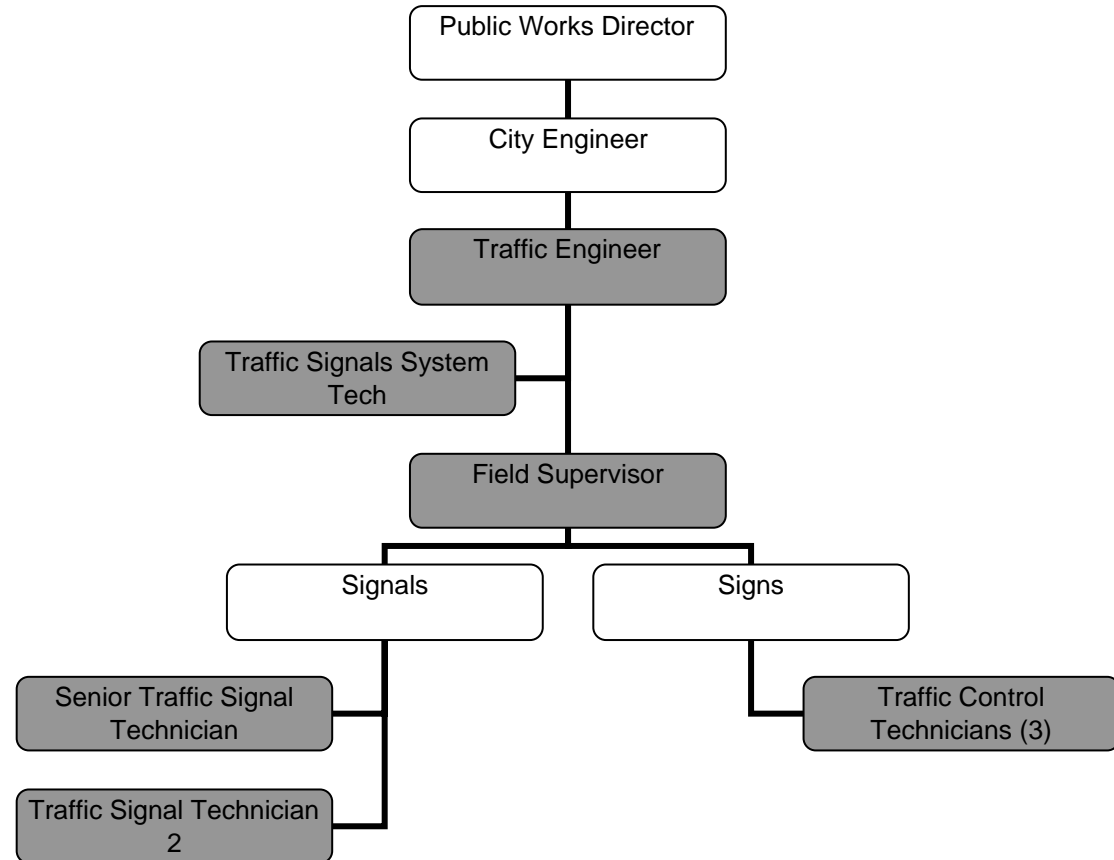 Public Works Director
City Engineer
Traffic Engineer
Traffic Signals System
Tech
Field Supervisor
Signals
Signs
Senior Traffic Signal
Technician
Traffic Control
Technicians (3)
Traffic Signal Technician
2